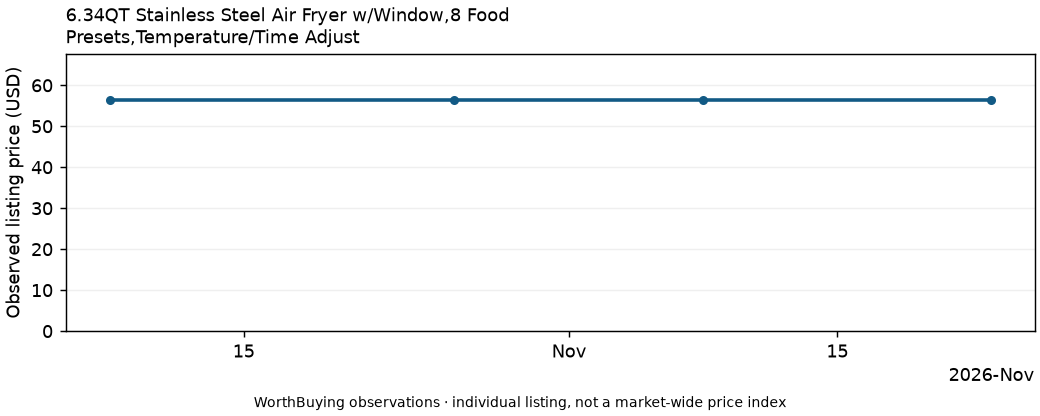 6.34QT Stainless Steel Air Fryer w/Window,8 Food
Presets,Temperature/Time Adjust
Observed listing price (USD)
60
50
40
30
20
10
0
15
Nov
15
2026-Nov
WorthBuying observations · individual listing, not a market-wide price index